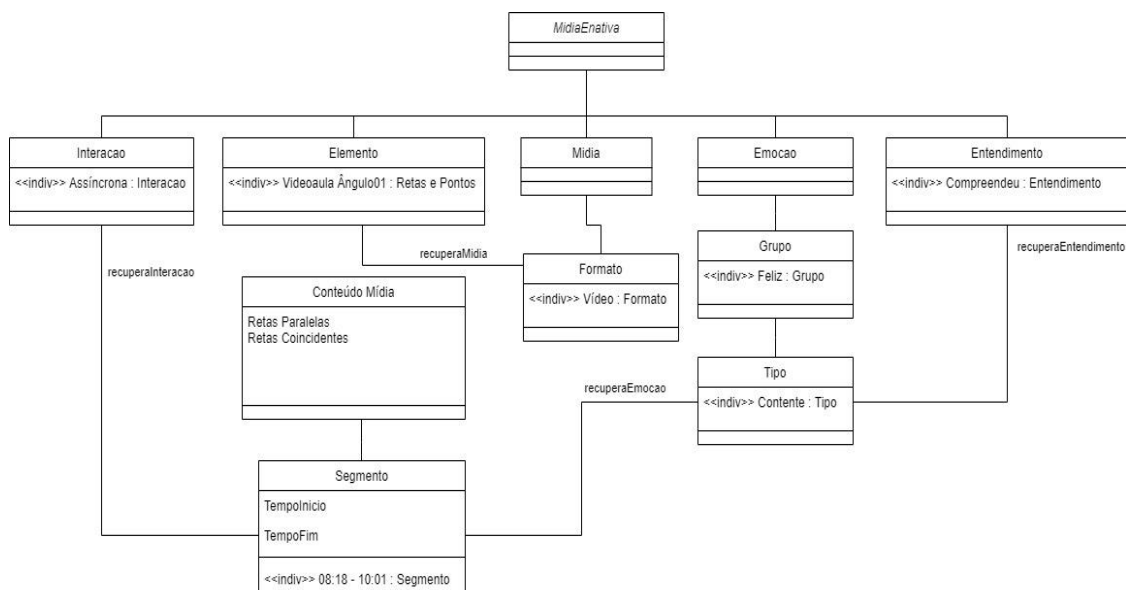 MidiaEnativa
Interacao
<<indiv>> Assíncrona : Interacao
Elemento
<<indiv>> Videoaula Ângulo01 : Retas e Pontos
Midia
Emocao
Entendimento
<<indiv>> Compreendeu : Entendimento
recuperaInteracao
recuperaMidia
recuperaEntendimento
Formato
<<indiv>> Vídeo : Formato
Grupo
<<indiv>> Feliz : Grupo
Conteúdo Mídia
Retas Paralelas
Retas Coincidentes
Tipo
<<indiv>> Contente : Tipo
recuperaEmocao
Segmento
TempoInicio
TempoFim
<<indiv>> 08:18 - 10:01 : Segmento